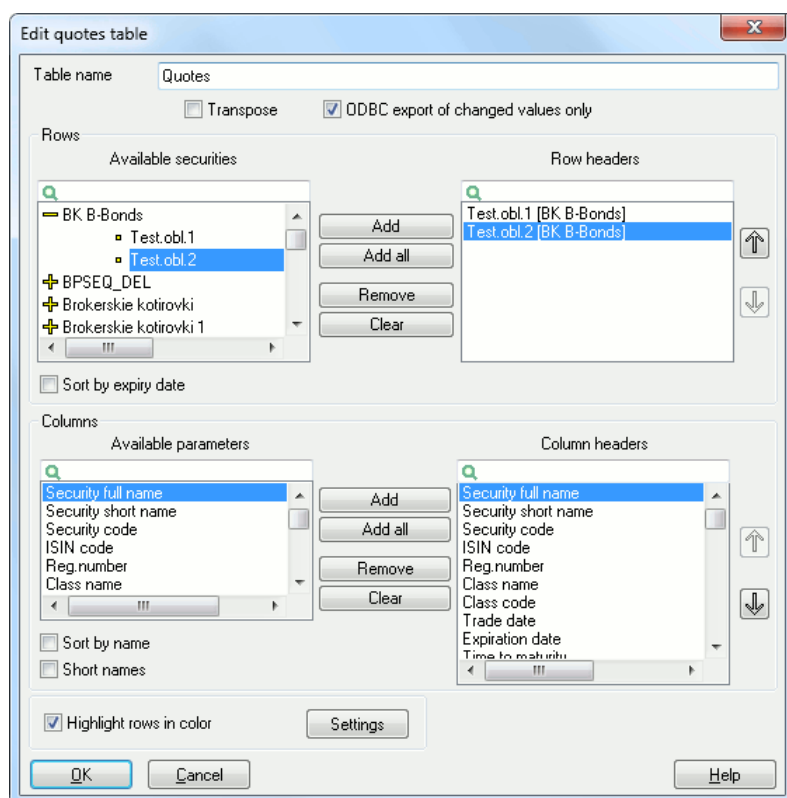 Edit quotes table
Table name Quotes
Transpose ODBC export of changed values only
Rows
Available securities
BK B-Bonds
Test.obl.1
Test.obl.2
BPSEQ_DEL
Brokerskie kotirovki
Brokerskie kotirovki 1
Add
Add all
Remove
Clear
Row headers
Test.obl.1 [BK B-Bonds]
Test.obl.2 [BK B-Bonds]
Sort by expiry date
Columns
Available parameters
Security full name
Security short name
Security code
ISIN code
Reg.number
Class name
Add
Add all
Remove
Clear
Column headers
Security full name
Security short name
Security code
ISIN code
Reg.number
Class name
Class code
Trade date
Expiration date
Time to maturity
Sort by name
Short names
Highlight rows in color Settings
OK Cancel Help